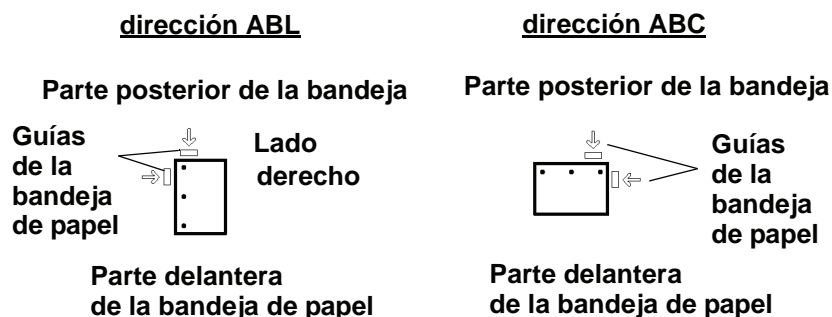 dirección ABL
Parte posterior de la bandeja
Guías
de la
bandeja
de papel
Lado
derecho
Parte delantera
de la bandeja de papel
dirección ABC
Parte posterior de la bandeja
Guías
de la
bandeja
de papel
Parte delantera
de la bandeja de papel